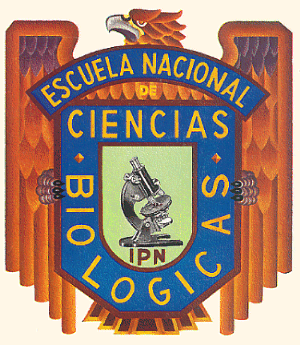 ESCUELA NACIONAL
DE
CIENCIAS
BIOLOGICAS
IPN